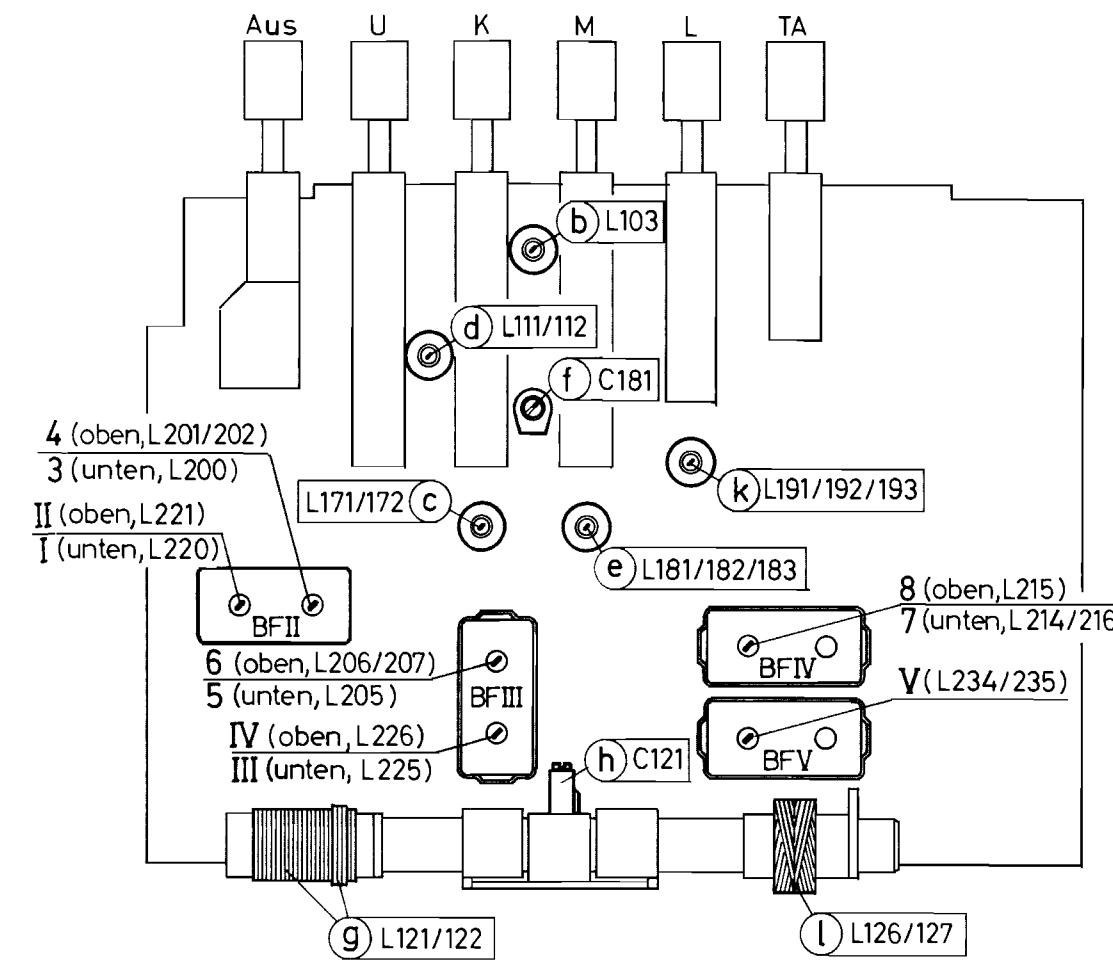 Aus U K M L TA
b L103
d L111/112
f C181
4 (oben, L201/202)
3 (unten, L200)
k L191/192/193
L171/172 c
II (oben, L221)
I (unten, L220)
e L181/182/183
8 (oben, L215)
7 (unten, L214/216
BFII
BFIV
6 (oben, L206/207)
5 (unten, L205)
BFIII
V (L234/235)
IV (oben, L226)
III (unten, L225)
BFV
h C121
g L121/122
l L126/127